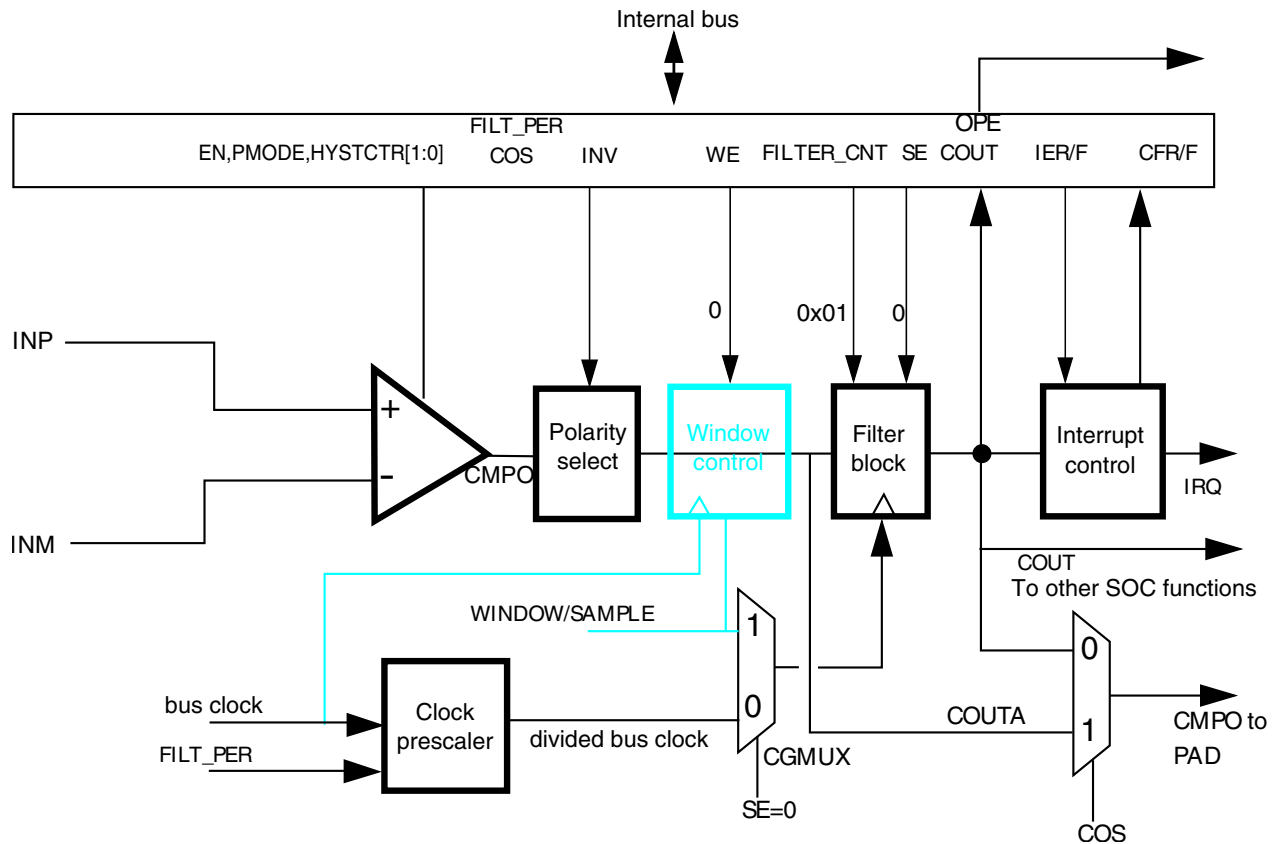 Internal bus
FILT_PER
OPE
EN,PMODE,HYSTCTR[1:0]
COS
INV
WE
FILTER_CNT
SE
COUT
IER/F
CFR/F
0
0x01
0
INP
+
-
INM
CMPO
Polarity
select
Window
control
Filter
block
Interrupt
control
IRQ
COUT
To other SOC functions
WINDOW/SAMPLE
1
0
bus clock
FILT_PER
Clock
prescaler
divided bus clock
CGMUX
SE=0
COUTA
0
1
CMPO to
PAD
COS